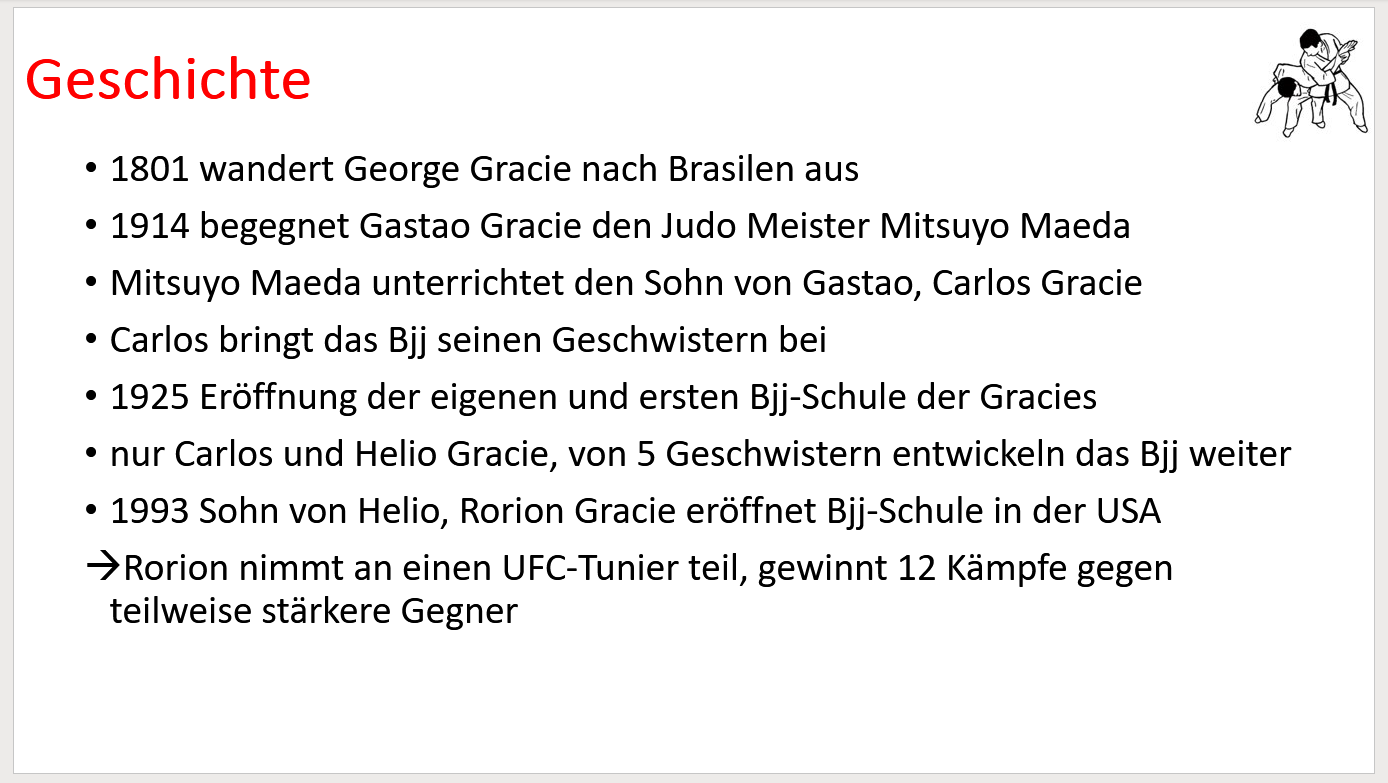 Geschichte
• 1801 wandert George Gracie nach Brasilen aus
• 1914 begegnet Gastao Gracie den Judo Meister Mitsuyo Maeda
• Mitsuyo Maeda unterrichtet den Sohn von Gastao, Carlos Gracie
• Carlos bringt das Bjj seinen Geschwistern bei
• 1925 Eröffnung der eigenen und ersten Bjj-Schule der Gracies
• nur Carlos und Helio Gracie, von 5 Geschwistern entwickeln das Bjj weiter
• 1993 Sohn von Helio, Rorion Gracie eröffnet Bjj-Schule in der USA
→Rorion nimmt an einen UFC-Tunier teil, gewinnt 12 Kämpfe gegen
teilweise stärkere Gegner